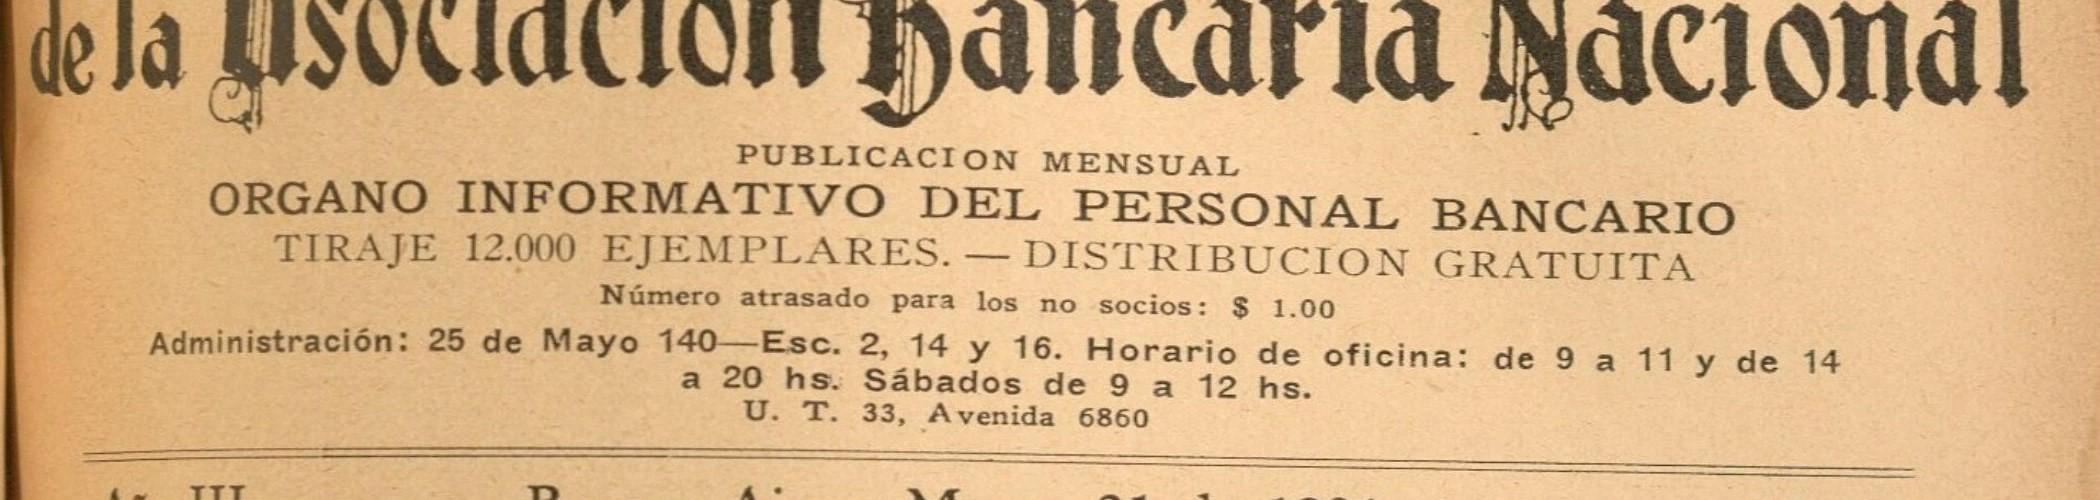 de la Asociación Bancaria Nacional
PUBLICACION MENSUAL
ORGANO INFORMATIVO DEL PERSONAL BANCARIO
TIRAJE 12.000 EJEMPLARES. — DISTRIBUCION GRATUITA
Número atrasado para los no socios: $ 1.00
Administración: 25 de Mayo 140—Esc. 2, 14 y 16. Horario de oficina: de 9 a 11 y de 14
a 20 hs. Sábados de 9 a 12 hs.
U. T. 33, Avenida 6860
III